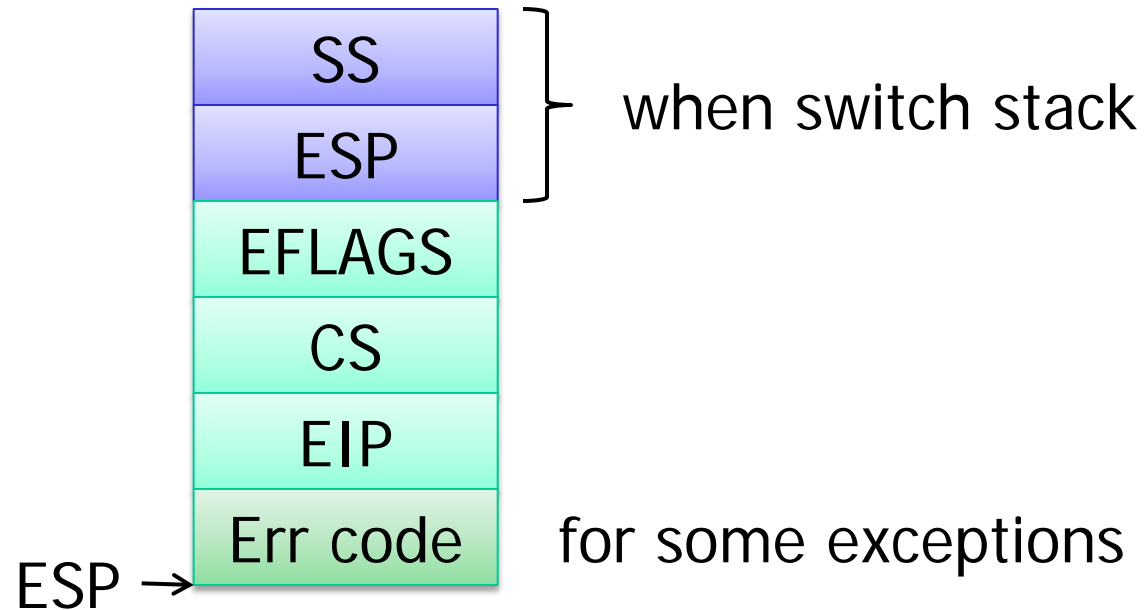 SS
ESP
when switch stack
EFLAGS
CS
EIP
Err code
for some exceptions
ESP